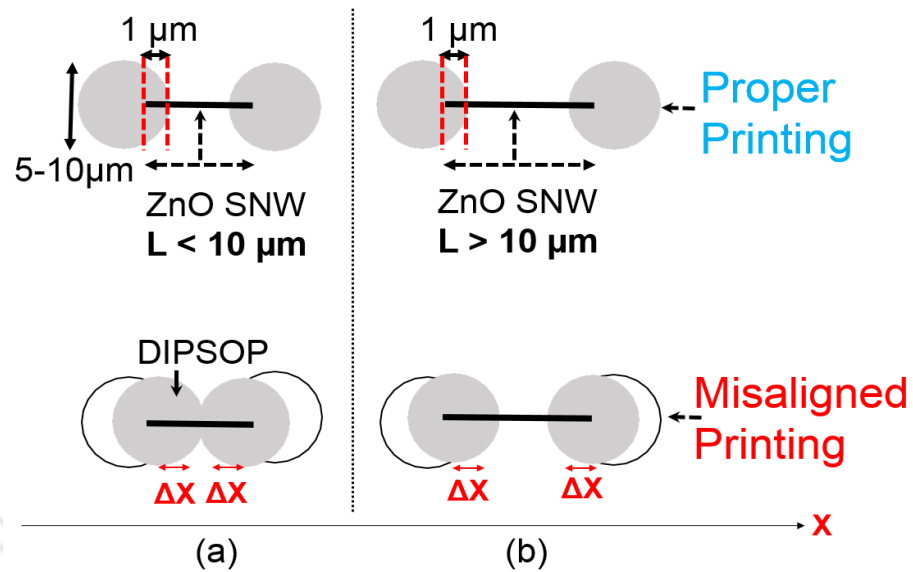 1 µm
1 µm
5-10µm
ZnO SNW
L < 10 µm
ZnO SNW
L > 10 µm
Proper
Printing
DIPSOP
ΔX ΔX
ΔX ΔX
Misaligned
Printing
X
(a)
(b)